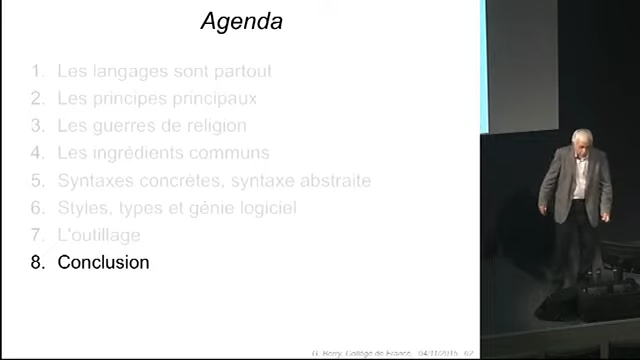 Agenda
1. Les langages sont partout
2. Les principes principaux
3. Les guerres de religion
4. Les ingrédients communs
5. Syntaxes concrètes, syntaxe abstraite
6. Styles, types et génie logiciel
7. L'outillage
8. Conclusion
G. Berry, Collège de France, 04/11/2015 62